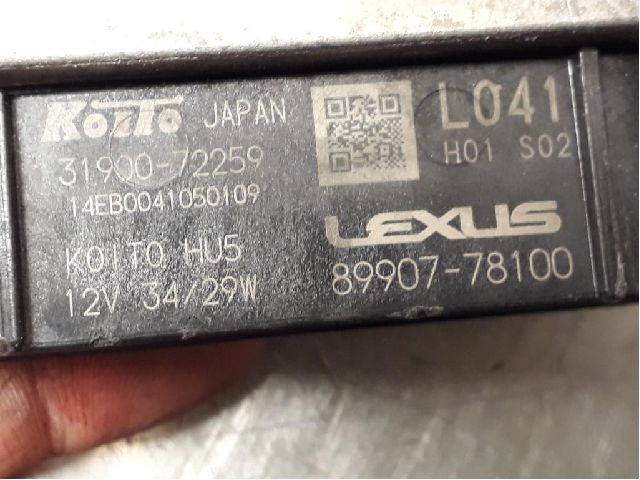 KOITO JAPAN
31900-72259
14EB0041050109
KOITO HU5
12V 34/29W
L041
H01 S02
LEXUS
89907-78100